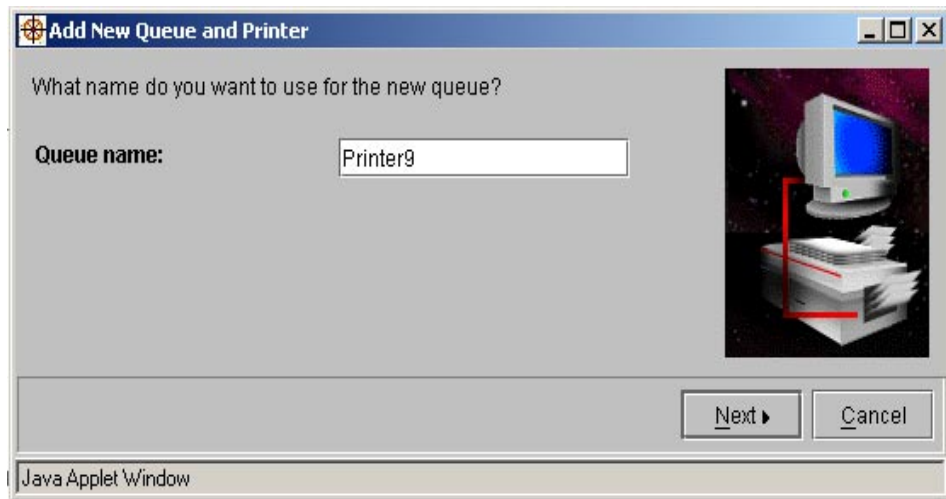 Add New Queue and Printer
What name do you want to use for the new queue?
Queue name: Printer9
Next
Cancel
Java Applet Window